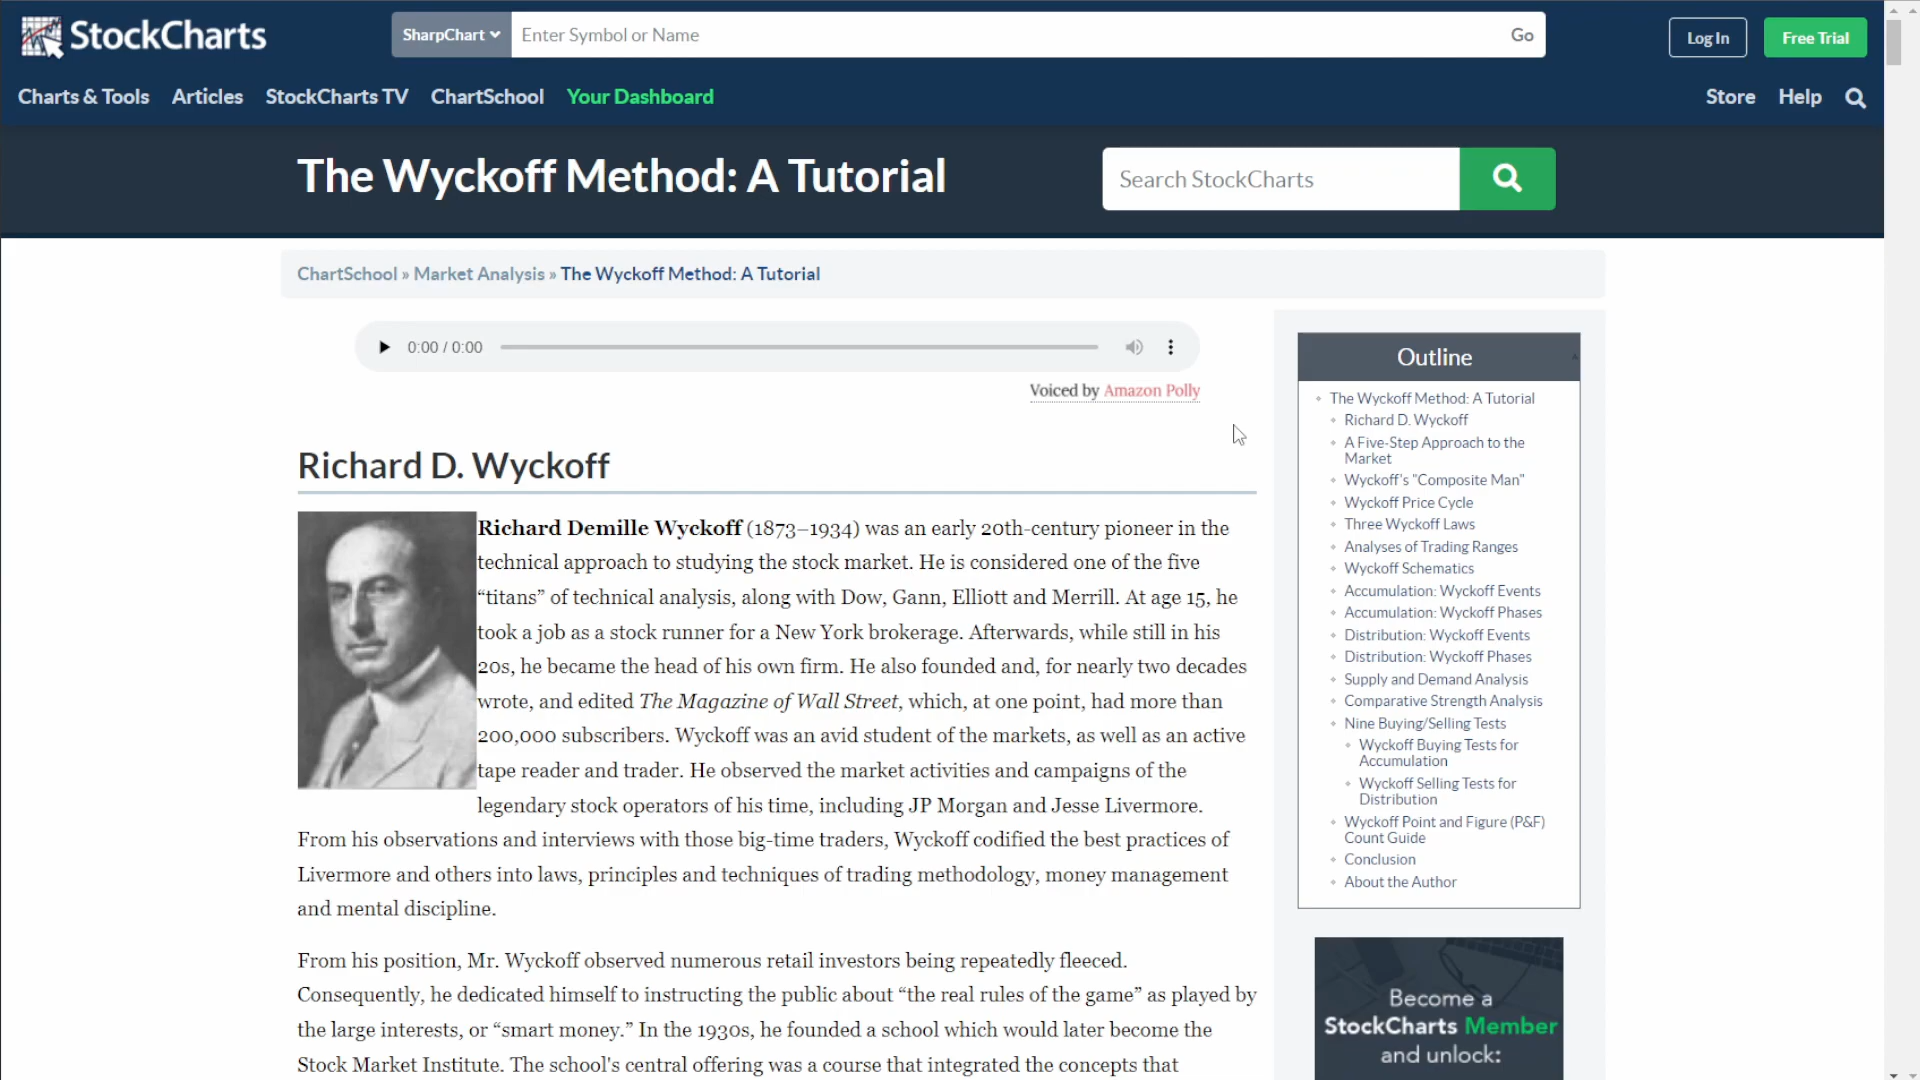 StockCharts
SharpChart
Enter Symbol or Name
Go
Log In
Free Trial
Charts & Tools
Articles
StockCharts TV
ChartSchool
Your Dashboard
Store
Help
The Wyckoff Method: A Tutorial
Search StockCharts
ChartSchool » Market Analysis » The Wyckoff Method: A Tutorial
0:00 / 0:00
Voiced by Amazon Polly
Richard D. Wyckoff
Richard Demille Wyckoff (1873–1934) was an early 20th-century pioneer in the
technical approach to studying the stock market. He is considered one of the five
“titans” of technical analysis, along with Dow, Gann, Elliott and Merrill. At age 15, he
took a job as a stock runner for a New York brokerage. Afterwards, while still in his
20s, he became the head of his own firm. He also founded and, for nearly two decades
wrote, and edited The Magazine of Wall Street, which, at one point, had more than
200,000 subscribers. Wyckoff was an avid student of the markets, as well as an active
tape reader and trader. He observed the market activities and campaigns of the
legendary stock operators of his time, including JP Morgan and Jesse Livermore.
From his observations and interviews with those big-time traders, Wyckoff codified the best practices of
Livermore and others into laws, principles and techniques of trading methodology, money management
and mental discipline.
From his position, Mr. Wyckoff observed numerous retail investors being repeatedly fleeced.
Consequently, he dedicated himself to instructing the public about “the real rules of the game” as played by
the large interests, or “smart money.” In the 1930s, he founded a school which would later become the
Stock Market Institute. The school's central offering was a course that integrated the concepts that
Outline
The Wyckoff Method: A Tutorial
Richard D. Wyckoff
A Five-Step Approach to the
Market
Wyckoff's "Composite Man"
Wyckoff Price Cycle
Three Wyckoff Laws
Analyses of Trading Ranges
Wyckoff Schematics
Accumulation: Wyckoff Events
Accumulation: Wyckoff Phases
Distribution: Wyckoff Events
Distribution: Wyckoff Phases
Supply and Demand Analysis
Comparative Strength Analysis
Nine Buying/Selling Tests
Wyckoff Buying Tests for
Accumulation
Wyckoff Selling Tests for
Distribution
Wyckoff Point and Figure (P&F)
Count Guide
Conclusion
About the Author
Become a
StockCharts Member
and unlock: